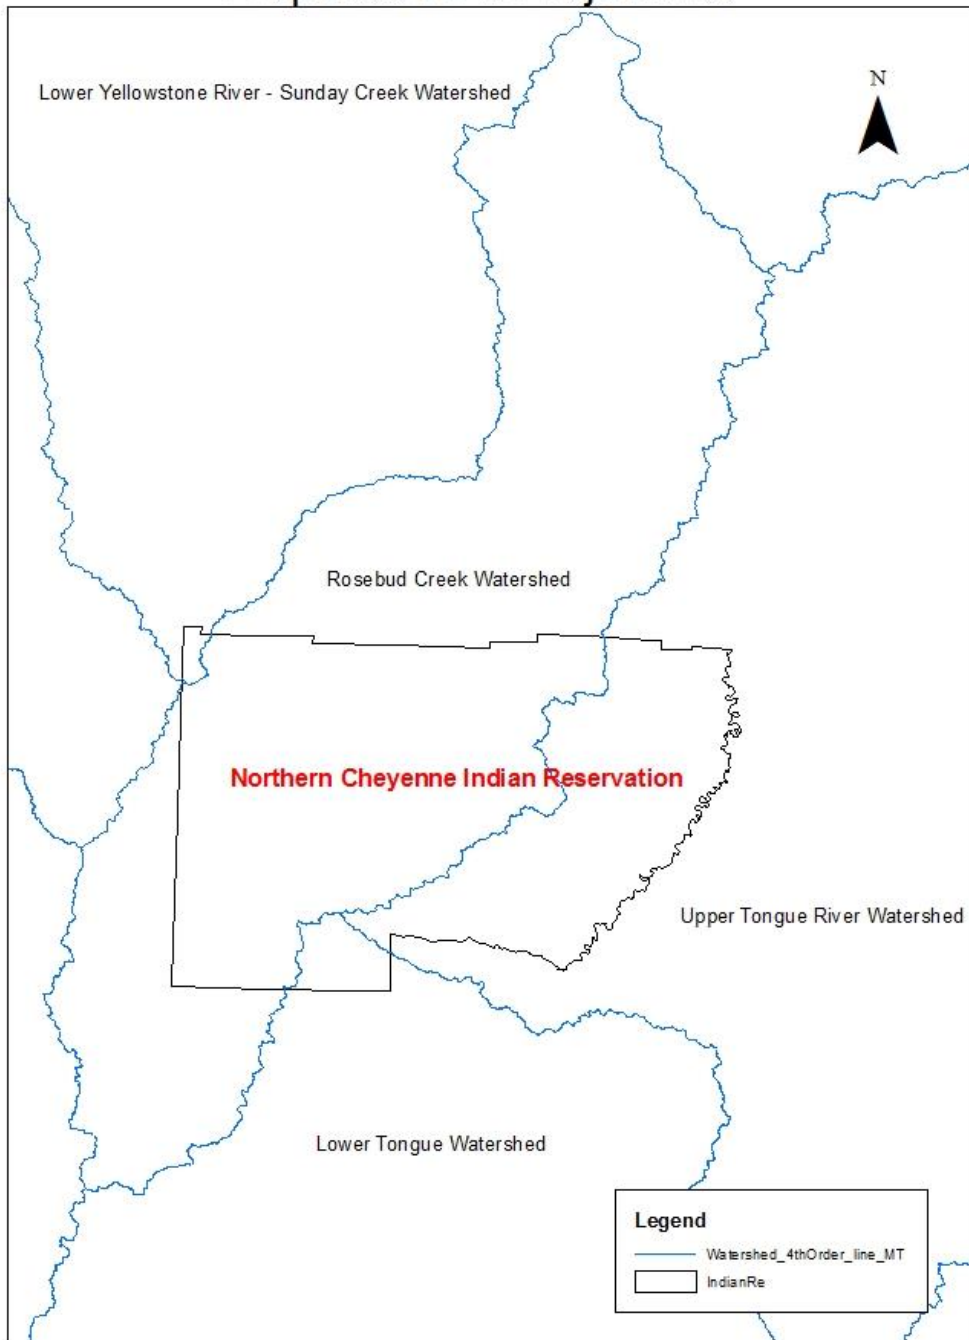 Lower Yellowstone River - Sunday Creek Watershed
N
Rosebud Creek Watershed
Northern Cheyenne Indian Reservation
Upper Tongue River Watershed
Lower Tongue Watershed
Legend
Watershed_4thOrder_line_MT
IndianRe